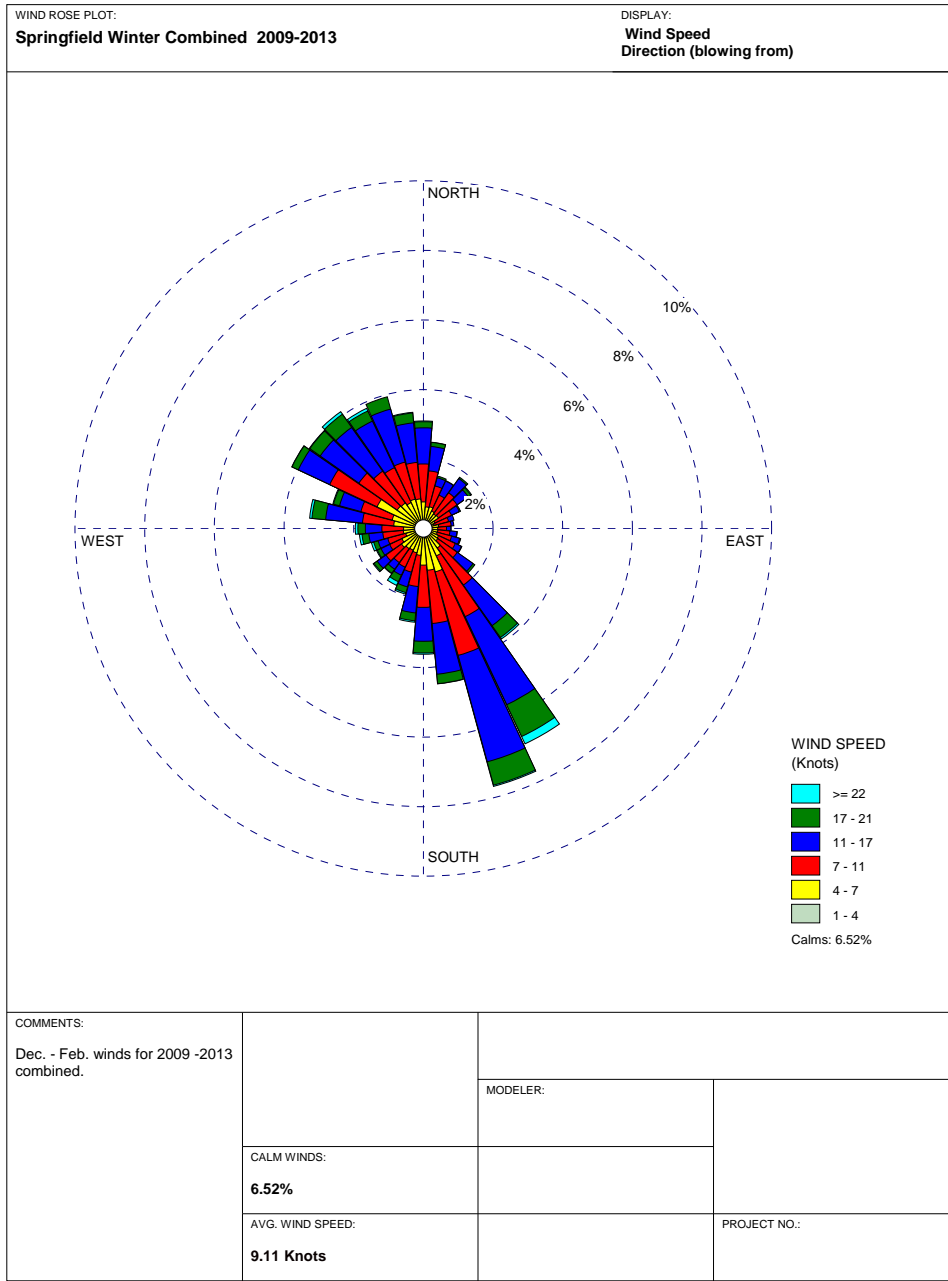 WIND ROSE PLOT:
Springfield Winter Combined  2009-2013
DISPLAY:
Wind Speed
Direction (blowing from)
NORTH
10%
8%
6%
4%
2%
WEST
EAST
SOUTH
WIND SPEED
(Knots)
>= 22
17 - 21
11 - 17
7 - 11
4 - 7
1 - 4
Calms: 6.52%
COMMENTS:
Dec. - Feb. winds for 2009 -2013
combined.
MODELER:
CALM WINDS:
6.52%
AVG. WIND SPEED:
9.11 Knots
PROJECT NO.: